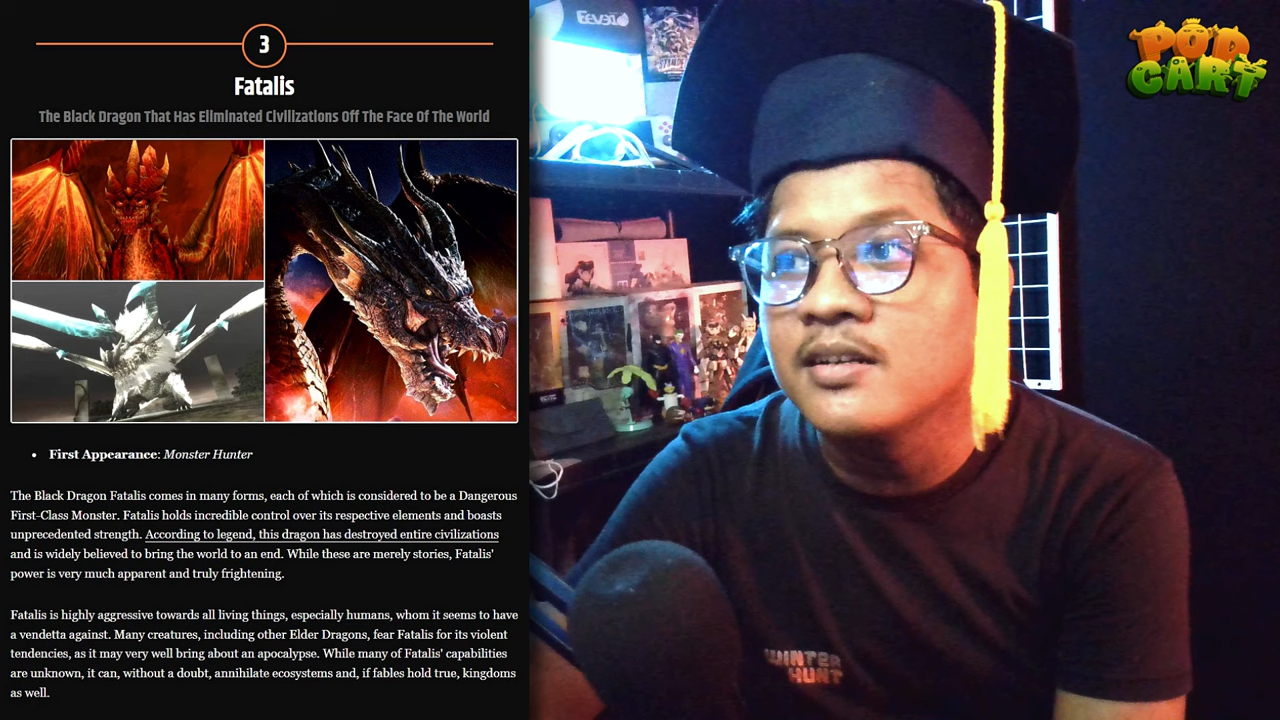 3
Fatalis
The Black Dragon That Has Eliminated Civilizations Off The Face Of The World
• First Appearance: Monster Hunter
The Black Dragon Fatalis comes in many forms, each of which is considered to be a Dangerous
First-Class Monster. Fatalis holds incredible control over its respective elements and boasts
unprecedented strength. According to legend, this dragon has destroyed entire civilizations
and is widely believed to bring the world to an end. While these are merely stories, Fatalis'
power is very much apparent and truly frightening.
Fatalis is highly aggressive towards all living things, especially humans, whom it seems to have
a vendetta against. Many creatures, including other Elder Dragons, fear Fatalis for its violent
tendencies, as it may very well bring about an apocalypse. While many of Fatalis' capabilities
are unknown, it can, without a doubt, annihilate ecosystems and, if fables hold true, kingdoms
as well.
POD
CART
WINTER
HUNT